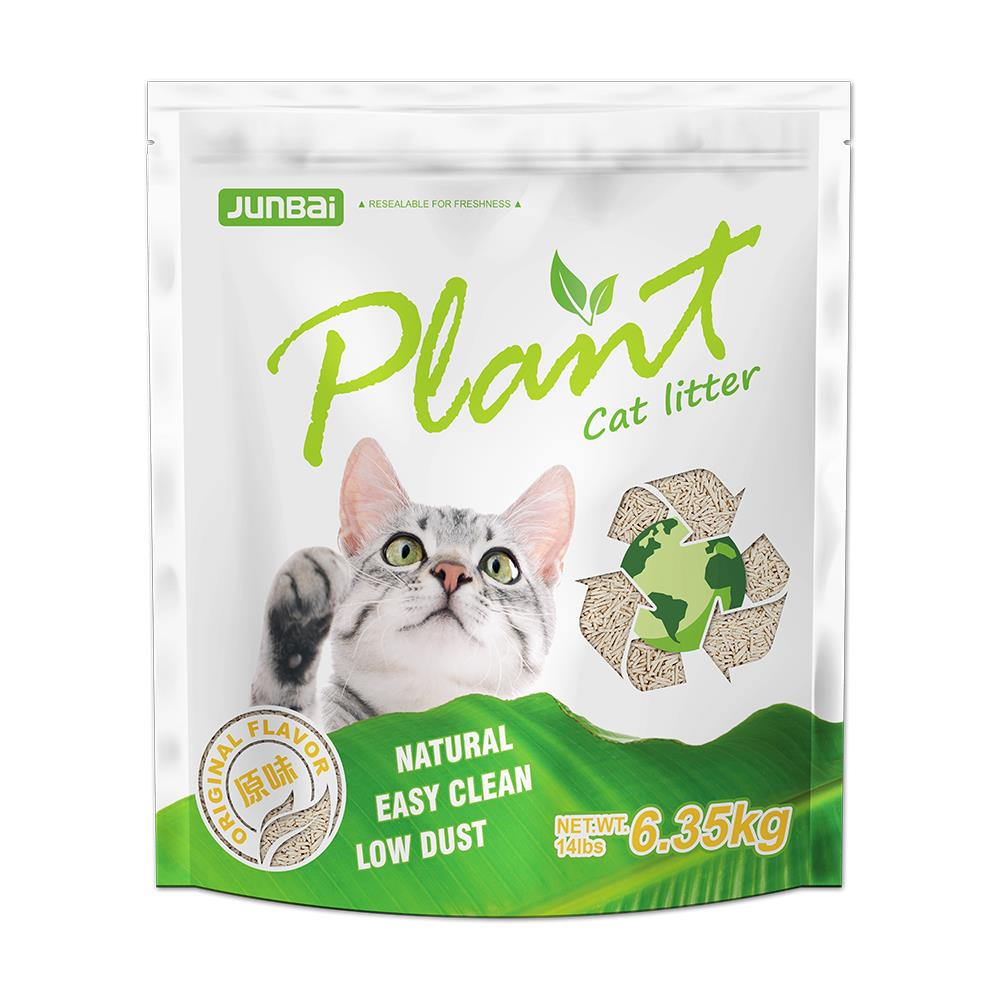 JUNBAi
▲ RESEALABLE FOR FRESHNESS ▲
Plant
Cat litter
ORIGINAL FLAVOR
原味
NATURAL
EASY CLEAN
LOW DUST
NET.WT.
14lbs
6.35kg